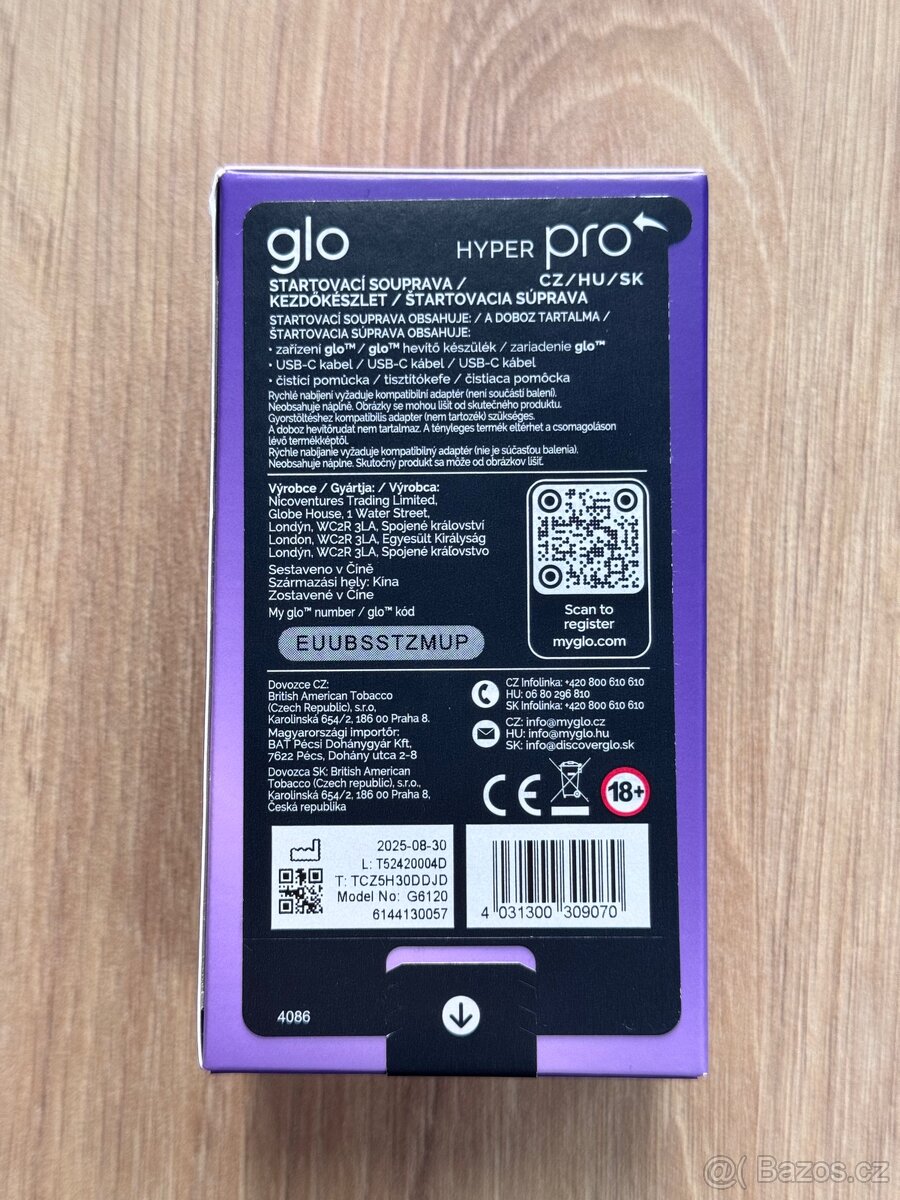 glo
HYPER pro
STARTOVACÍ SOUPRAVA / CZ/HU/SK
KEZDŐKÉSZLET / ŠTARTOVACIA SÚPRAVA
STARTOVACÍ SOUPRAVA OBSAHUJE: / A DOBOZ TARTALMA /
ŠTARTOVACIA SÚPRAVA OBSAHUJE:
• zařízení glo™ / glo™ hevítő készülék / zariadenie glo™
• USB-C kabel / USB-C kábel / USB-C kábel
• čisticí pomůcka / tisztítókefe / čistiaca pomôcka
Rychlé nabíjení vyžaduje kompatibilní adaptér (není součástí balení).
Neobsahuje náplně. Obrázky se mohou lišit od skutečného produktu.
Gyorstöltéshez kompatibilis adapter (nem tartozék) szükséges.
A doboz hevítőrudat nem tartalmaz. A tényleges termék eltérhet a csomagoláson
lévő termékképtől.
Rýchle nabíjanie vyžaduje kompatibilný adaptér (nie je súčasťou balenia).
Neobsahuje náplne. Skutočný produkt sa môže od obrázkov líšiť.
Výrobce / Gyártja: / Výrobca:
Nicoventures Trading Limited,
Globe House, 1 Water Street,
Londýn, WC2R 3LA, Spojené království
London, WC2R 3LA, Egyesült Királyság
Londýn, WC2R 3LA, Spojené kráľovstvo
Sestaveno v Číně
Származási hely: Kína
Zostavené v Číne
My glo™ number / glo™ kód
EUUBSSTZMUP
Scan to
register
myglo.com
Dovozce CZ:
British American Tobacco
(Czech Republic), s.r.o,
Karolinská 654/2, 186 00 Praha 8.
Magyarországi importőr:
BAT Pécsi Dohánygyár Kft,
7622 Pécs, Dohány utca 2-8
Dovozca SK: British American
Tobacco (Czech republic), s.r.o.,
Karolinská 654/2, 186 00 Praha 8,
Česká republika
CZ Infolinka: +420 800 610 610
HU: 06 80 296 810
SK Infolinka: +420 800 610 610
CZ: info@myglo.cz
HU: info@myglo.hu
SK: info@discoverglo.sk
CE
18+
2025-08-30
L: T52420004D
T: TCZ5H30DDJD
Model No: G6120
6144130057
4 031300 309070
4086
@( Bazos.cz